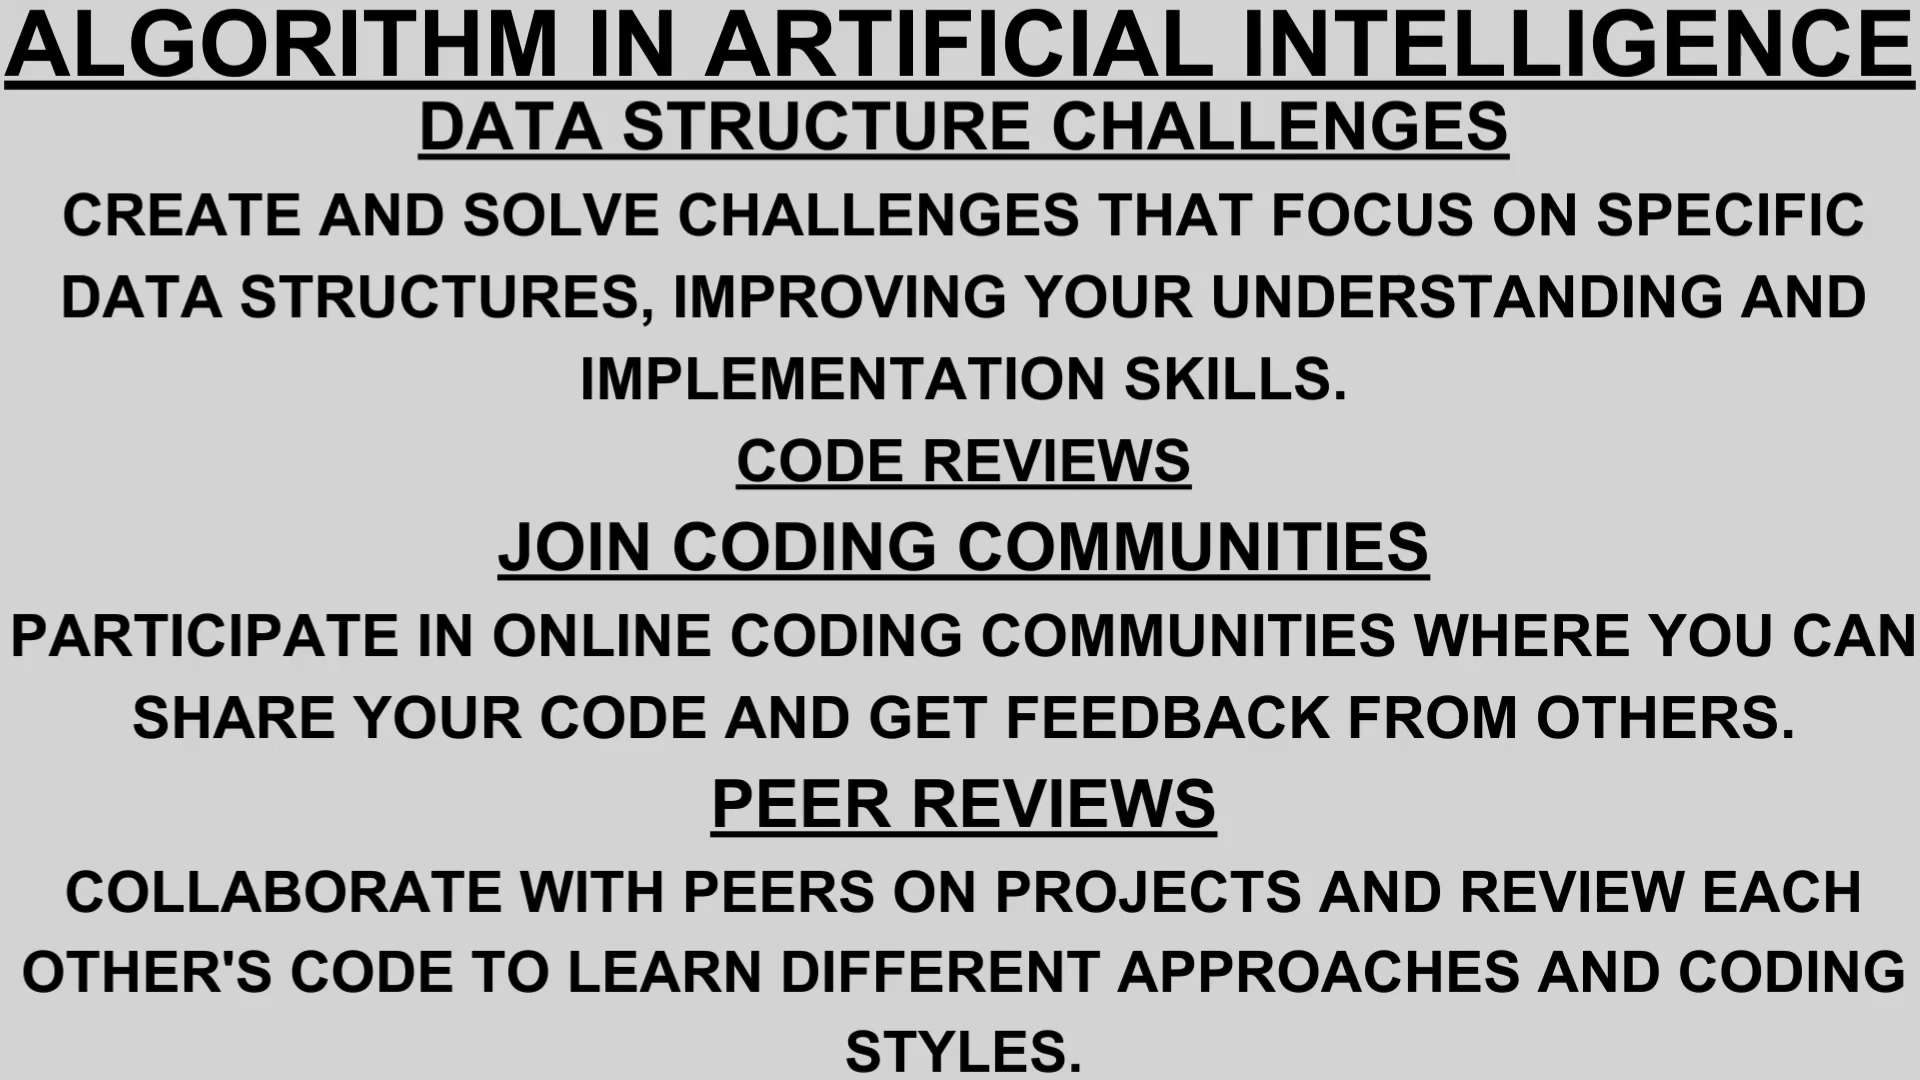 ALGORITHM IN ARTIFICIAL INTELLIGENCE
DATA STRUCTURE CHALLENGES
CREATE AND SOLVE CHALLENGES THAT FOCUS ON SPECIFIC
DATA STRUCTURES, IMPROVING YOUR UNDERSTANDING AND
IMPLEMENTATION SKILLS.
CODE REVIEWS
JOIN CODING COMMUNITIES
PARTICIPATE IN ONLINE CODING COMMUNITIES WHERE YOU CAN
SHARE YOUR CODE AND GET FEEDBACK FROM OTHERS.
PEER REVIEWS
COLLABORATE WITH PEERS ON PROJECTS AND REVIEW EACH
OTHER'S CODE TO LEARN DIFFERENT APPROACHES AND CODING
STYLES.